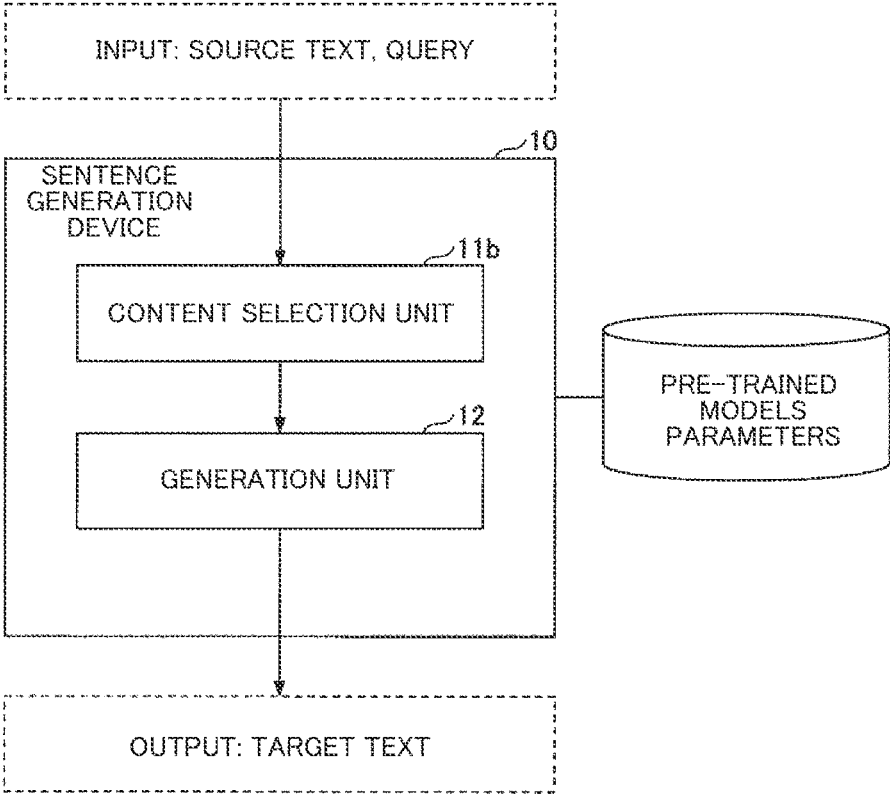 INPUT: SOURCE TEXT, QUERY
10
SENTENCE
GENERATION
DEVICE
11b
CONTENT SELECTION UNIT
PRE-TRAINED
MODELS
PARAMETERS
12
GENERATION UNIT
OUTPUT: TARGET TEXT